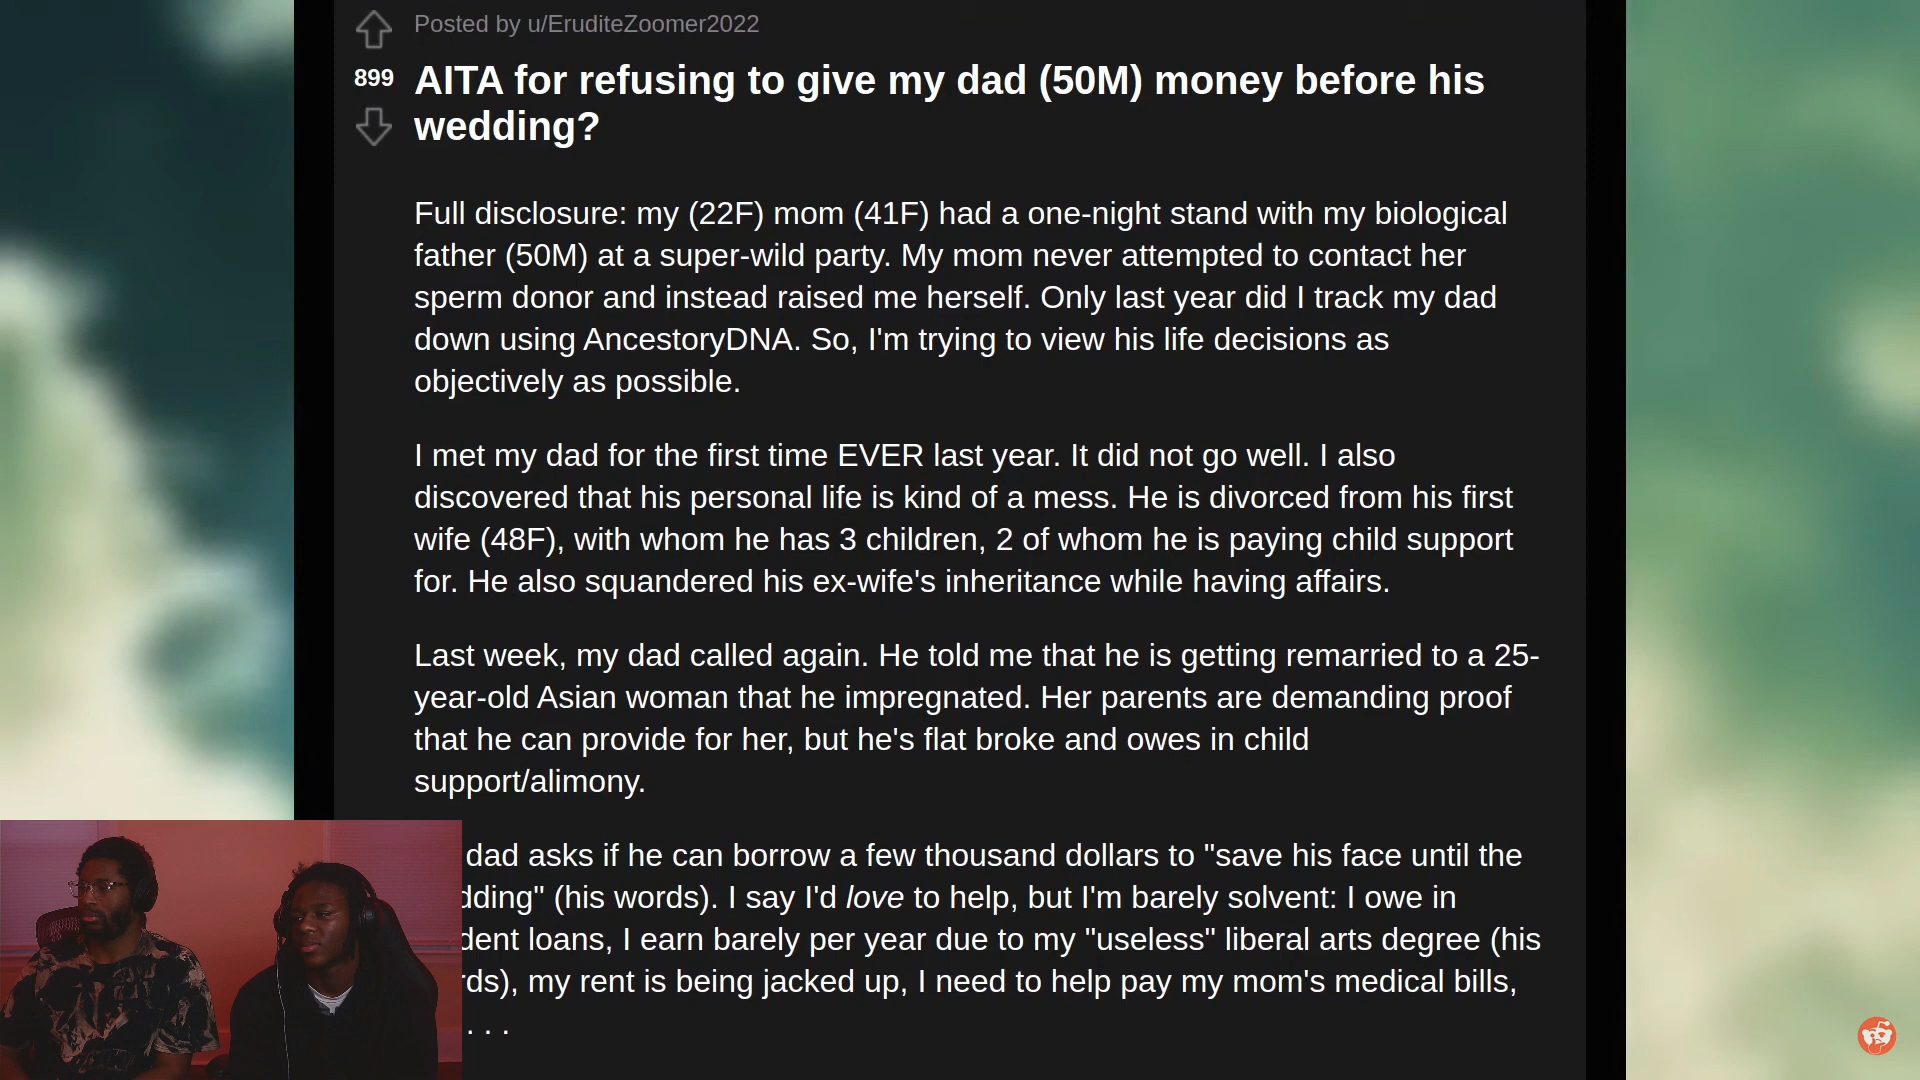 Posted by u/EruditeZoomer2022
899
AITA for refusing to give my dad (50M) money before his
wedding?
Full disclosure: my (22F) mom (41F) had a one-night stand with my biological
father (50M) at a super-wild party. My mom never attempted to contact her
sperm donor and instead raised me herself. Only last year did I track my dad
down using AncestoryDNA. So, I'm trying to view his life decisions as
objectively as possible.
I met my dad for the first time EVER last year. It did not go well. I also
discovered that his personal life is kind of a mess. He is divorced from his first
wife (48F), with whom he has 3 children, 2 of whom he is paying child support
for. He also squandered his ex-wife's inheritance while having affairs.
Last week, my dad called again. He told me that he is getting remarried to a 25-
year-old Asian woman that he impregnated. Her parents are demanding proof
that he can provide for her, but he's flat broke and owes in child
support/alimony.
dad asks if he can borrow a few thousand dollars to "save his face until the
dding" (his words). I say I'd love to help, but I'm barely solvent: I owe in
dent loans, I earn barely per year due to my "useless" liberal arts degree (his
rds), my rent is being jacked up, I need to help pay my mom's medical bills,
. . .